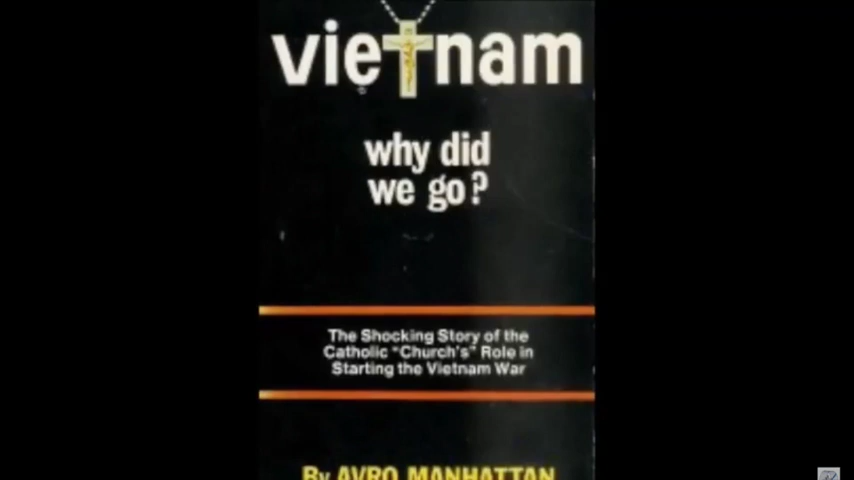 vietnam
why did
we go?
The Shocking Story of the
Catholic "Church's" Role in
Starting the Vietnam War
By AVRO MANHATTAN